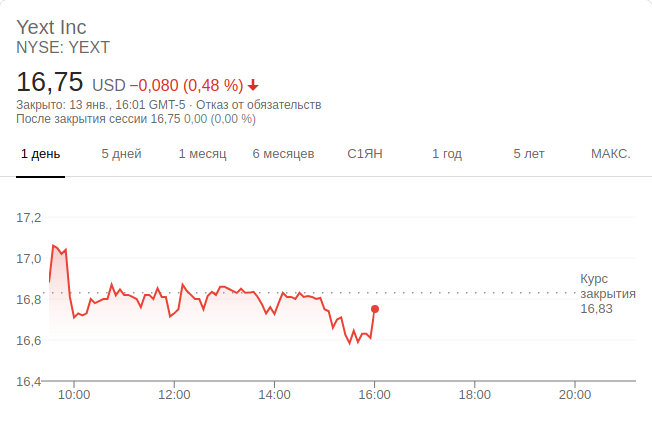 Yext Inc
NYSE: YEXT
16,75 USD −0,080 (0,48 %)
Закрыто: 13 янв., 16:01 GMT-5 · Отказ от обязательств
После закрытия сессии 16,75 0,00 (0,00 %)
1 день 5 дней 1 месяц 6 месяцев С1ЯН 1 год 5 лет МАКС.
17,2
17,0
16,8
16,6
16,4
Курс
закрытия
16,83
10:00 12:00 14:00 16:00 18:00 20:00